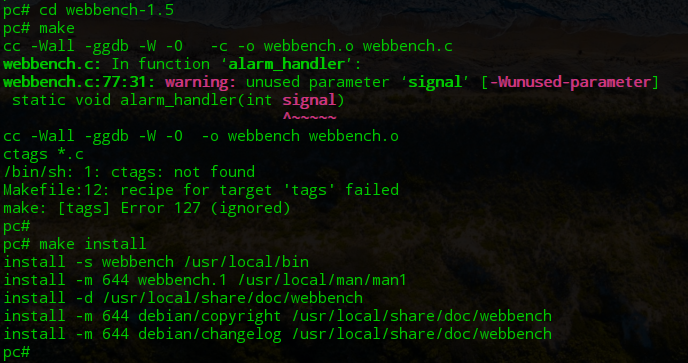 pc# cd webbench-1.5
pc# make
cc -Wall -ggdb -W -O   -c -o webbench.o webbench.c
webbench.c: In function ‘alarm_handler’:
webbench.c:77:31: warning: unused parameter ‘signal’ [-Wunused-parameter]
 static void alarm_handler(int signal)
                               ^~~~~~
cc -Wall -ggdb -W -O  -o webbench webbench.o
ctags *.c
/bin/sh: 1: ctags: not found
Makefile:12: recipe for target 'tags' failed
make: [tags] Error 127 (ignored)
pc#
pc# make install
install -s webbench /usr/local/bin
install -m 644 webbench.1 /usr/local/man/man1
install -d /usr/local/share/doc/webbench
install -m 644 debian/copyright /usr/local/share/doc/webbench
install -m 644 debian/changelog /usr/local/share/doc/webbench
pc#